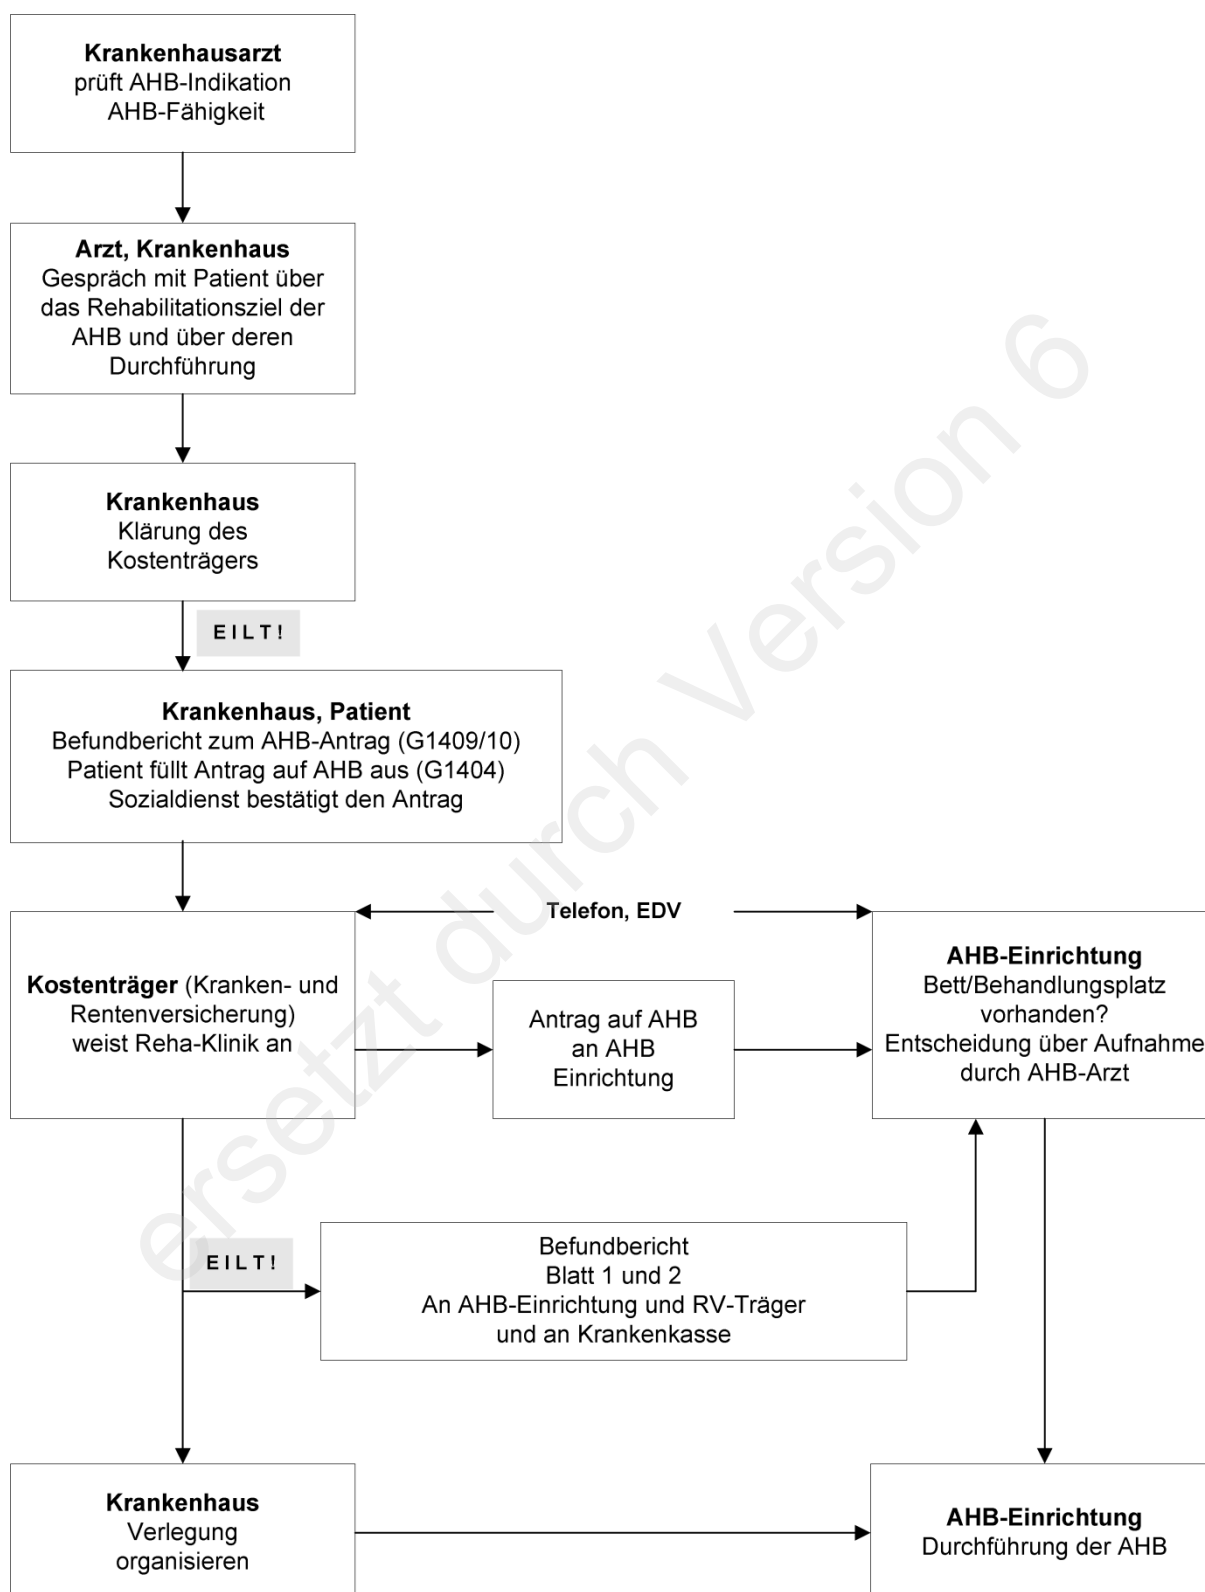 Krankenhausarzt
prüft AHB-Indikation
AHB-Fähigkeit
Arzt, Krankenhaus
Gespräch mit Patient über
das Rehabilitationsziel der
AHB und über deren
Durchführung
Krankenhaus
Klärung des
Kostenträgers
EILT!
Krankenhaus, Patient
Befundbericht zum AHB-Antrag (G1409/10)
Patient füllt Antrag auf AHB aus (G1404)
Sozialdienst bestätigt den Antrag
Telefon, EDV
Kostenträger (Kranken- und
Rentenversicherung)
weist Reha-Klinik an
Antrag auf AHB
an AHB
Einrichtung
AHB-Einrichtung
Bett/Behandlungsplatz
vorhanden?
Entscheidung über Aufnahme
durch AHB-Arzt
EILT!
Befundbericht
Blatt 1 und 2
An AHB-Einrichtung und RV-Träger
und an Krankenkasse
Krankenhaus
Verlegung
organisieren
AHB-Einrichtung
Durchführung der AHB
ersetzt durch Version 6